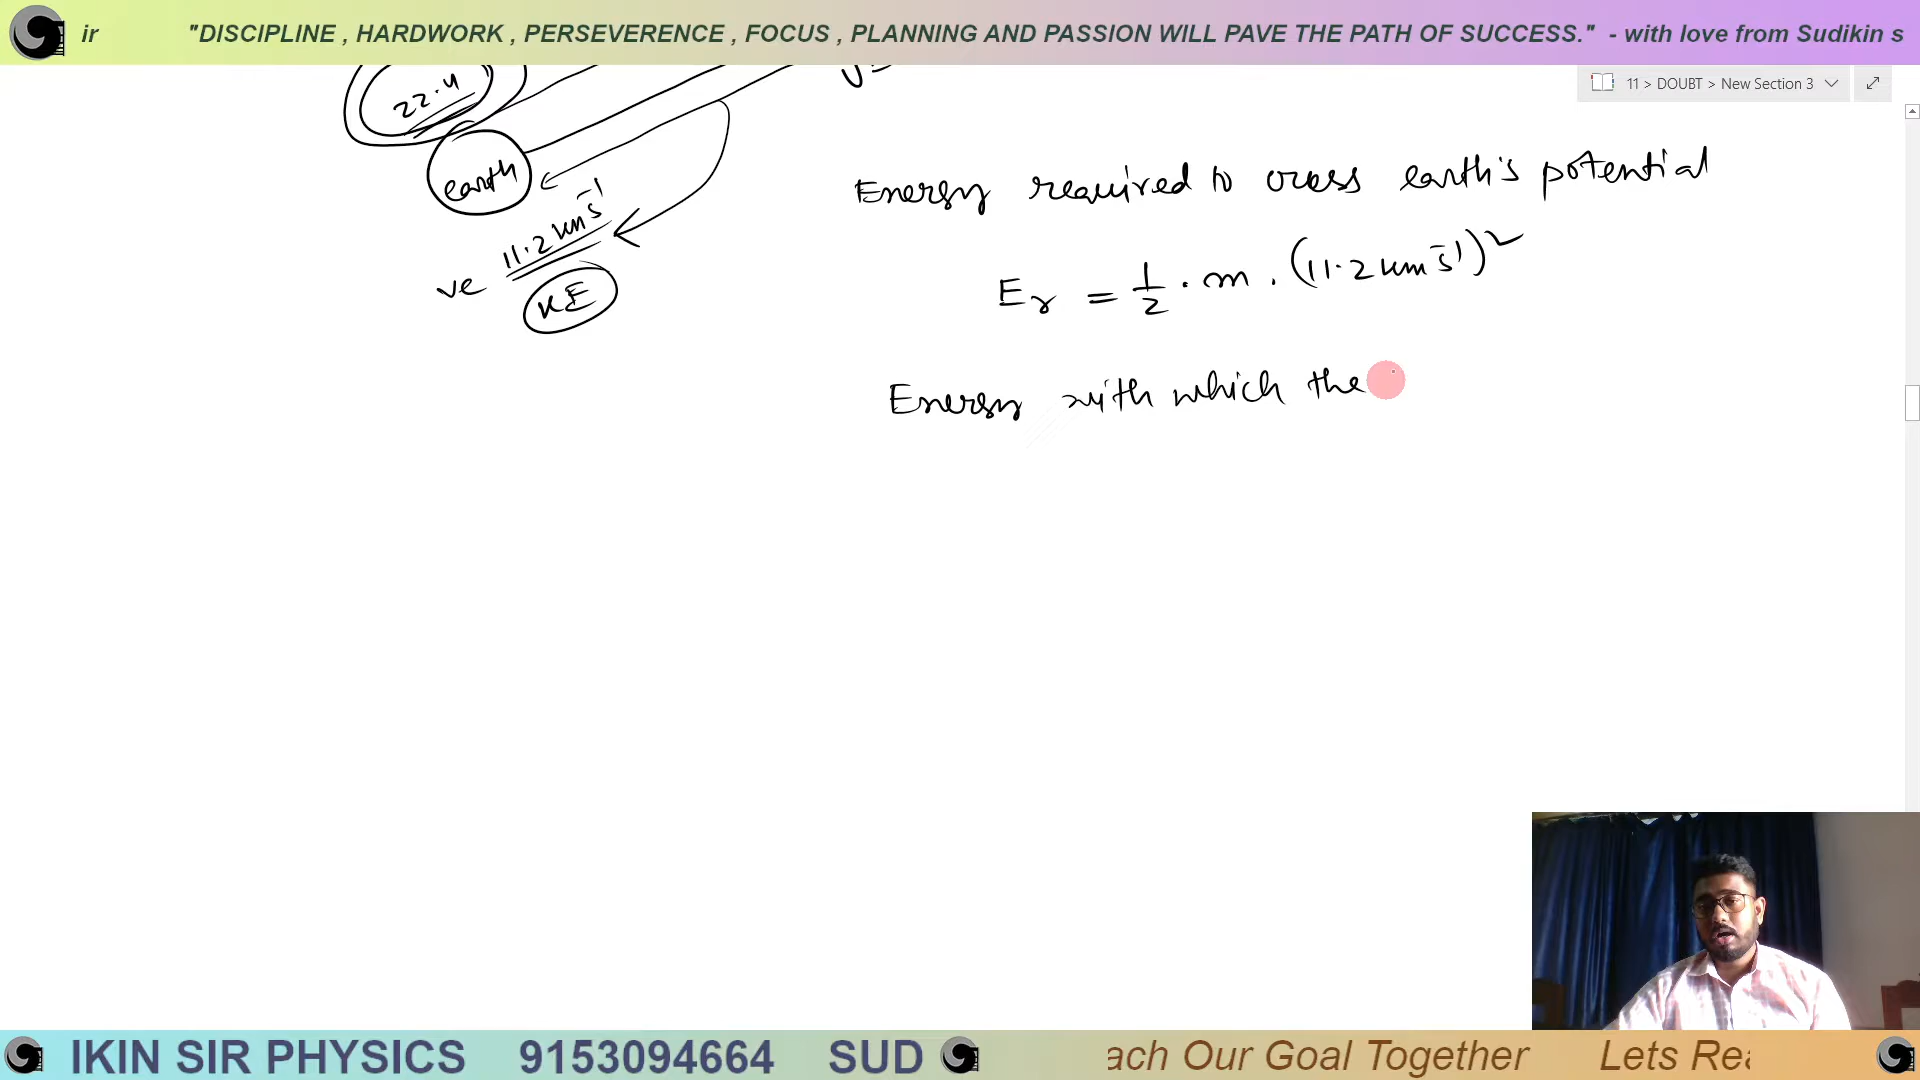 ir "DISCIPLINE , HARDWORK , PERSEVERENCE , FOCUS , PLANNING AND PASSION WILL PAVE THE PATH OF SUCCESS." - with love from Sudikin s
11 > DOUBT > New Section 3
22.4
earth
ve 11.2 km s⁻¹
KE
v=
Energy required to cross earth's potential
Eᵣ = 1/2 · m · (11.2 km s⁻¹)²
Energy with which the
IKIN SIR PHYSICS 9153094664 SUD
ach Our Goal Together Lets Rea